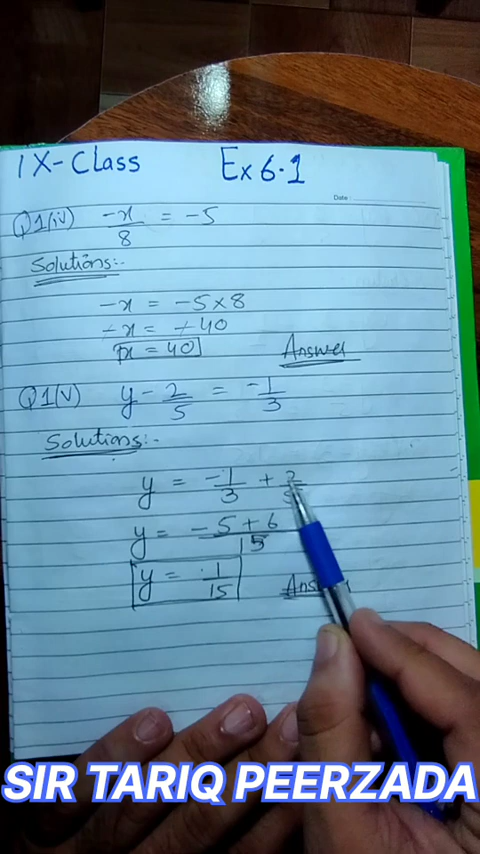 IX-Class Ex 6.1
Date:
Q1(iv) -x/8 = -5
Solutions:-
-x = -5×8
-x = -40
x = 40 Answer
Q1(v) y - 2/5 = -1/3
Solutions:-
y = -1/3 + 2/5
y = -5+6/15
y = 1/15 Answer
SIR TARIQ PEERZADA